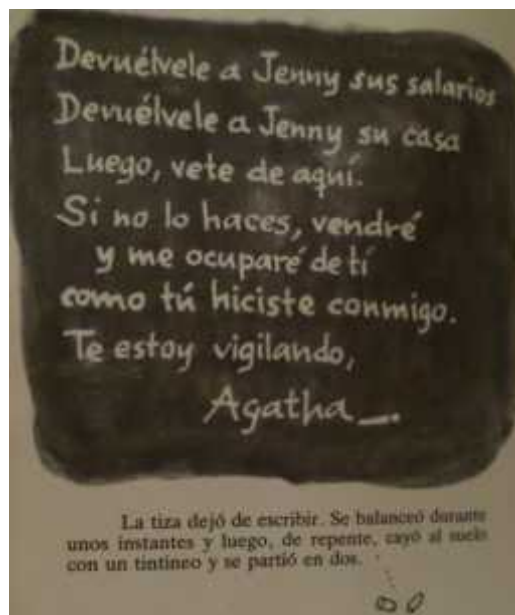 Devuélvele a Jenny sus salarios
Devuélvele a Jenny su casa
Luego, vete de aquí.
Si no lo haces, vendré
y me ocuparé de tí
como tú hiciste conmigo.
Te estoy vigilando,
Agatha—.
La tiza dejó de escribir. Se balanceó durante
unos instantes y luego, de repente, cayó al suelo
con un tintineo y se partió en dos.